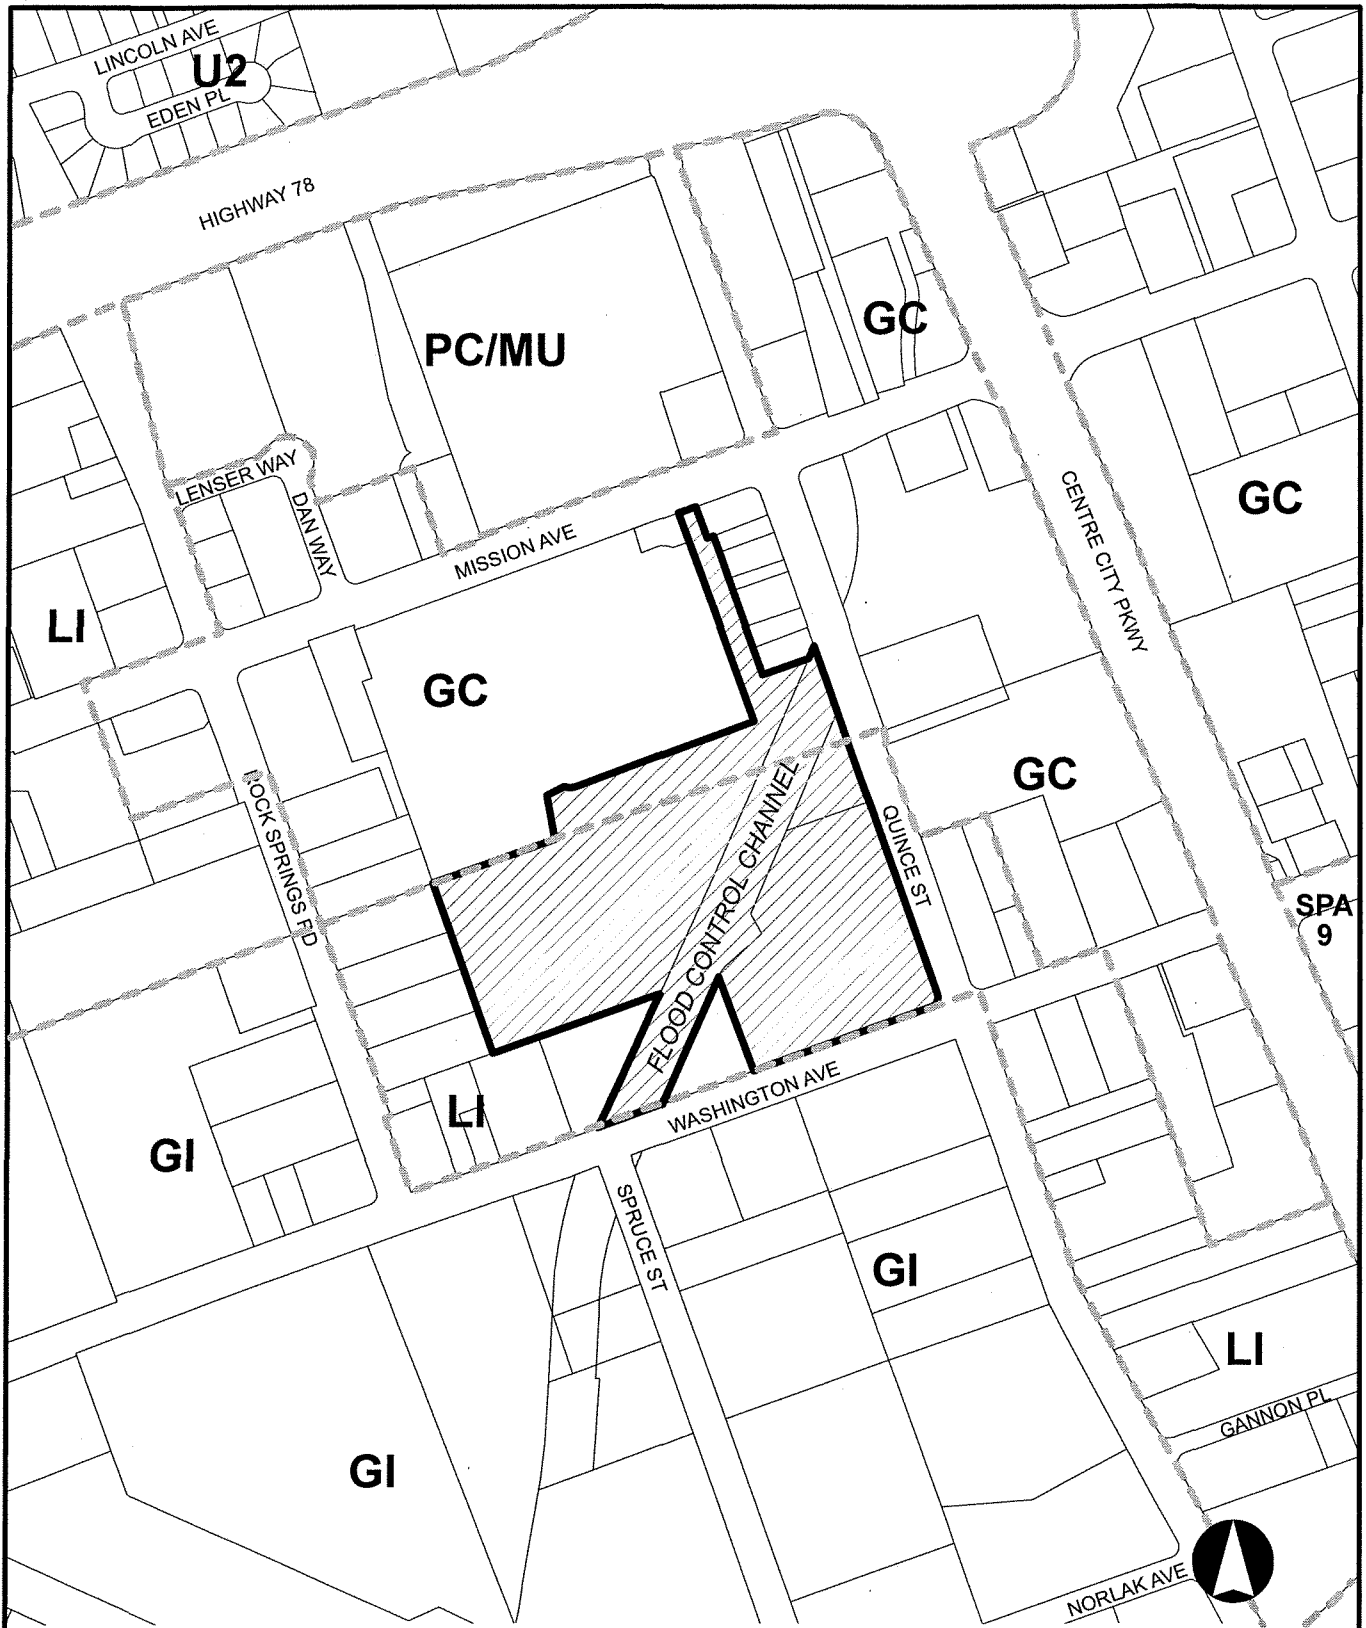 LINCOLN AVE
U2
EDEN PL
HIGHWAY 78
GC
PC/MU
LENSER WAY
DAN WAY
MISSION AVE
CENTRE CITY PKWY
GC
LI
GC
GC
ROCK SPRINGS RD
FLOOD CONTROL CHANNEL
QUINCE ST
SPA
9
WASHINGTON AVE
LI
GI
SPRUCE ST
GI
LI
GANNON PL
GI
NORLAK AVE